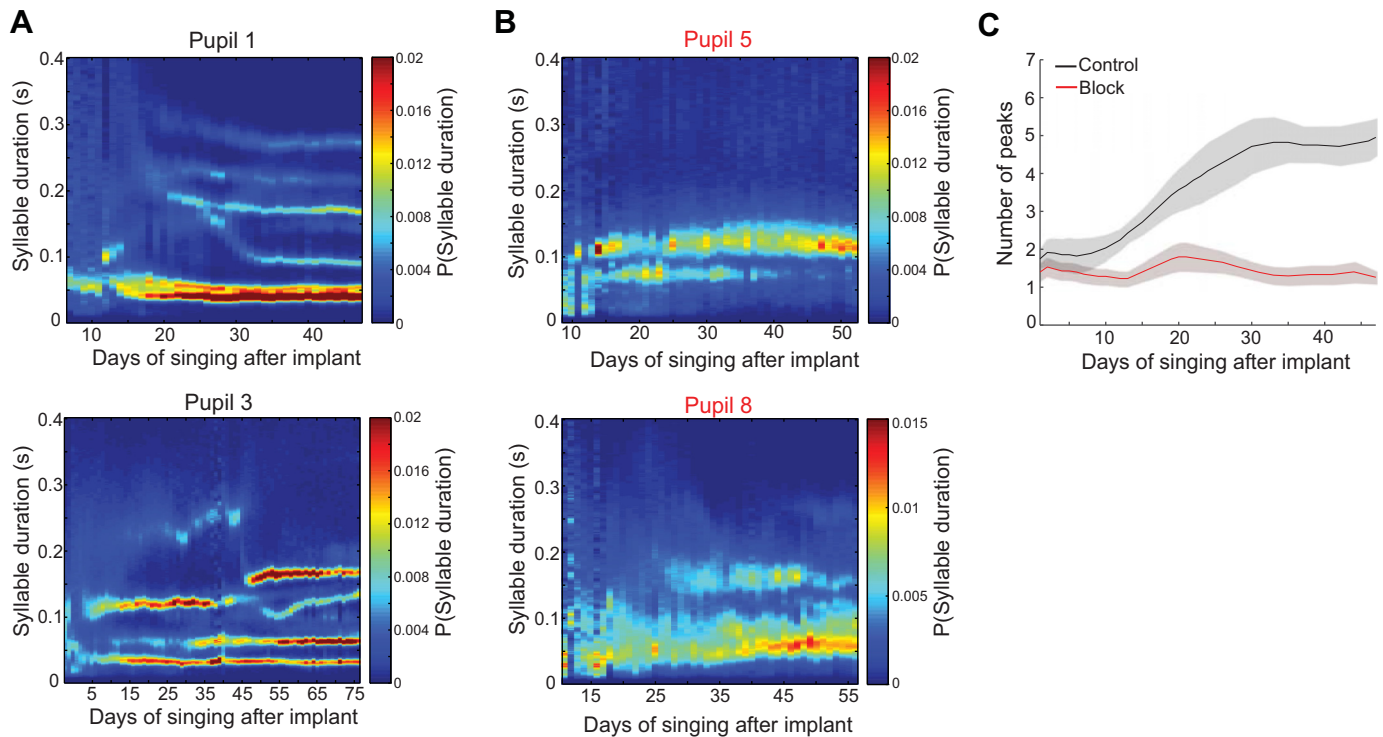 A
Pupil 1
Syllable duration (s)
0.4
0.3
0.2
0.1
0
10 20 30 40
Days of singing after implant
0.02
0.016
0.012
0.008
0.004
0
P(Syllable duration)
B
Pupil 5
Syllable duration (s)
0.4
0.3
0.2
0.1
0
10 20 30 40 50
Days of singing after implant
0.02
0.016
0.012
0.008
0.004
0
P(Syllable duration)
C
Control
Block
Number of peaks
7
6
5
4
3
2
1
10 20 30 40
Days of singing after implant
Pupil 3
Syllable duration (s)
0.4
0.3
0.2
0.1
0
5 15 25 35 45 55 65 75
Days of singing after implant
0.02
0.016
0.012
0.008
0.004
0
P(Syllable duration)
Pupil 8
Syllable duration (s)
0.4
0.3
0.2
0.1
0
15 25 35 45 55
Days of singing after implant
0.015
0.010
0.005
0
P(Syllable duration)